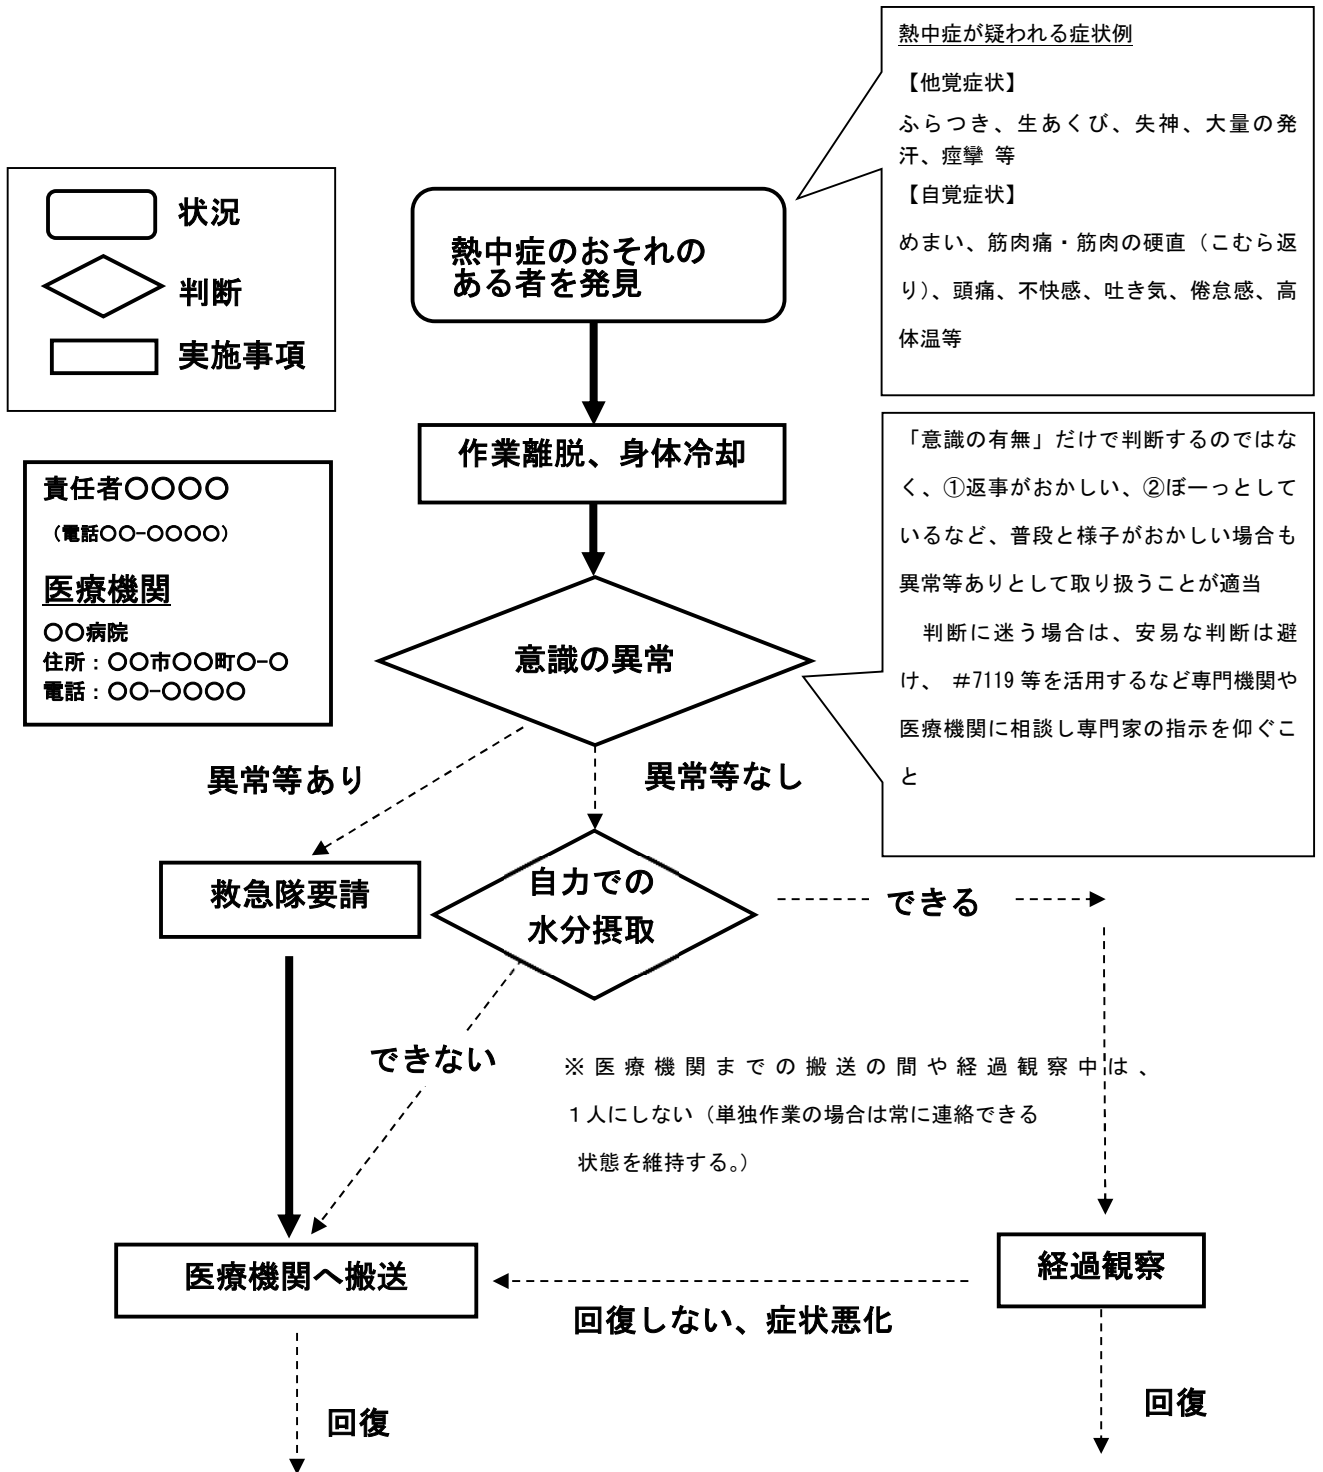 熱中症が疑われる症状例
【他覚症状】
ふらつき、生あくび、失神、大量の発
汗、痙攣 等
【自覚症状】
めまい、筋肉痛・筋肉の硬直（こむら返
り）、頭痛、不快感、吐き気、倦怠感、高
体温等
状況
判断
実施事項
熱中症のおそれの
ある者を発見
作業離脱、身体冷却
「意識の有無」だけで判断するのではな
く、①返事がおかしい、②ぼーっとして
いるなど、普段と様子がおかしい場合も
異常等ありとして取り扱うことが適当
　判断に迷う場合は、安易な判断は避
け、 ＃7119 等を活用するなど専門機関や
医療機関に相談し専門家の指示を仰ぐこ
と
責任者〇〇〇〇
（電話〇〇-〇〇〇〇）
医療機関
〇〇病院
住所：〇〇市〇〇町〇-〇
電話：〇〇-〇〇〇〇
意識の異常
異常等あり
異常等なし
救急隊要請
自力での
水分摂取
できる
できない
※医療機関までの搬送の間や経過観察中は、
１人にしない（単独作業の場合は常に連絡できる
状態を維持する。）
医療機関へ搬送
経過観察
回復しない、症状悪化
回復
回復